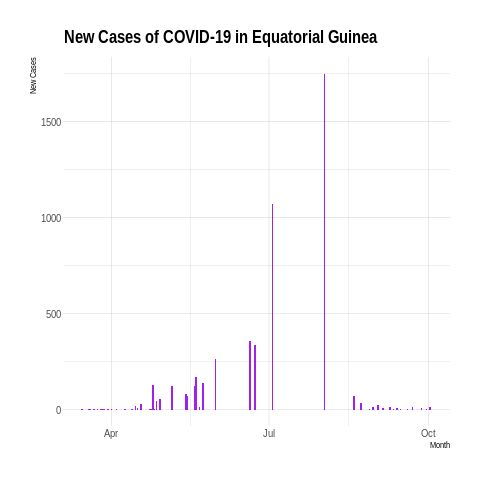 New Cases of COVID-19 in Equatorial Guinea
New Cases
1500
1000
500
0
Apr
Jul
Oct
Month